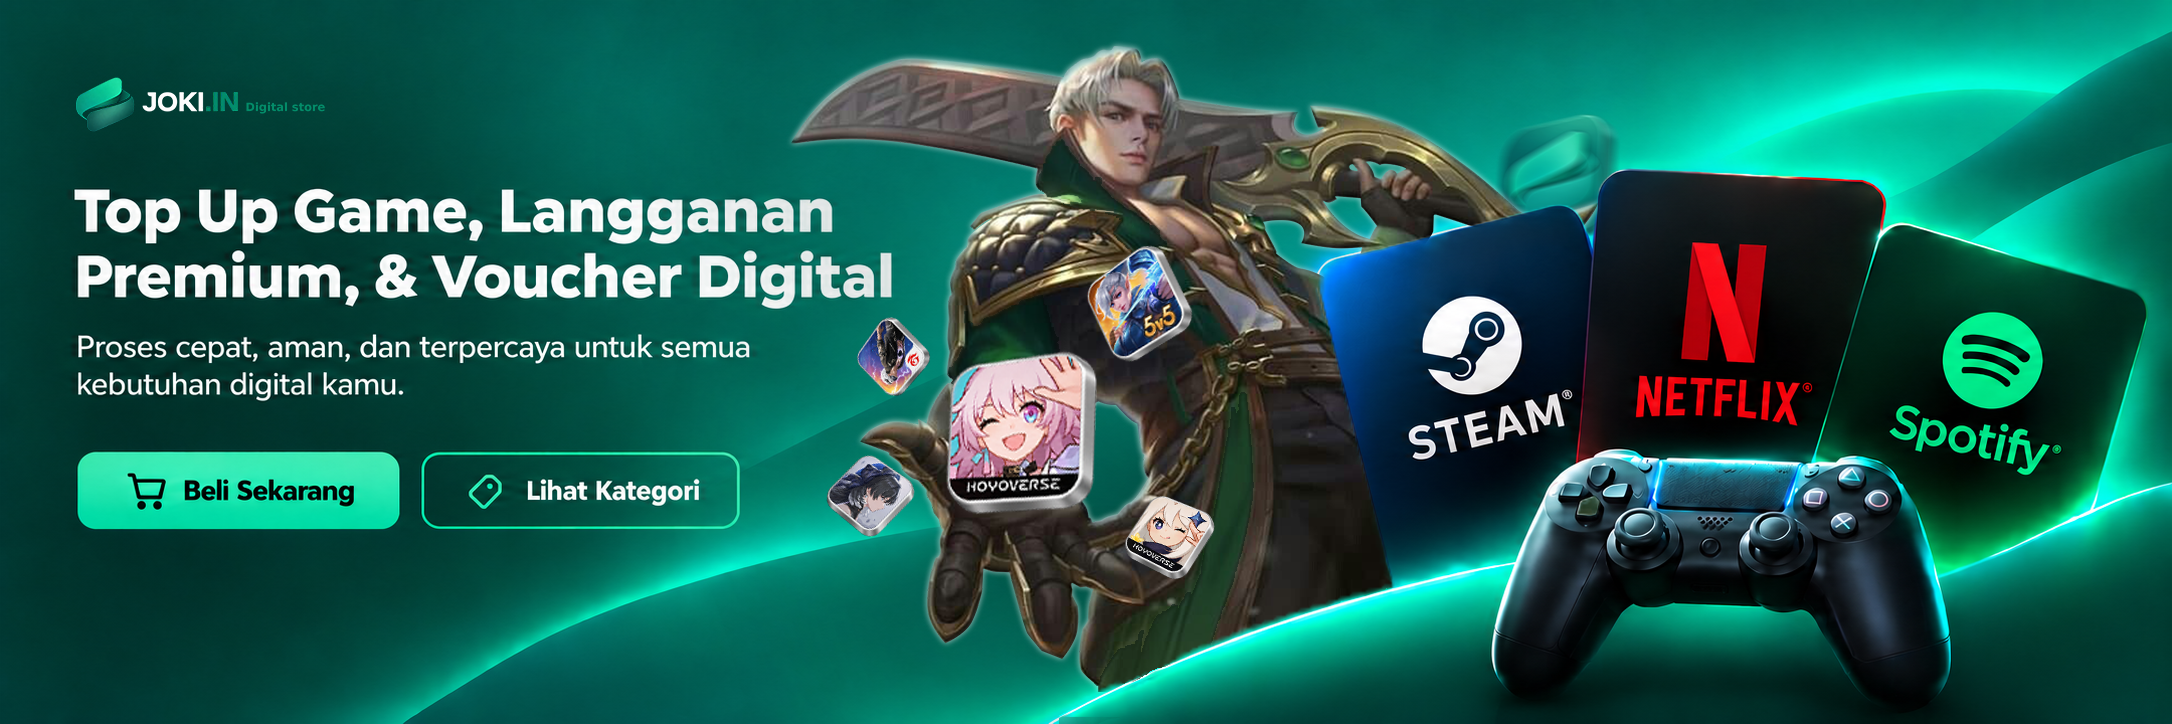 JOKI.IN Digital store
Top Up Game, Langganan
Premium, & Voucher Digital
Proses cepat, aman, dan terpercaya untuk semua
kebutuhan digital kamu.
Beli Sekarang
Lihat Kategori
5v5
HOYOVERSE
HOYOVERSE
STEAM®
NETFLIX®
Spotify®